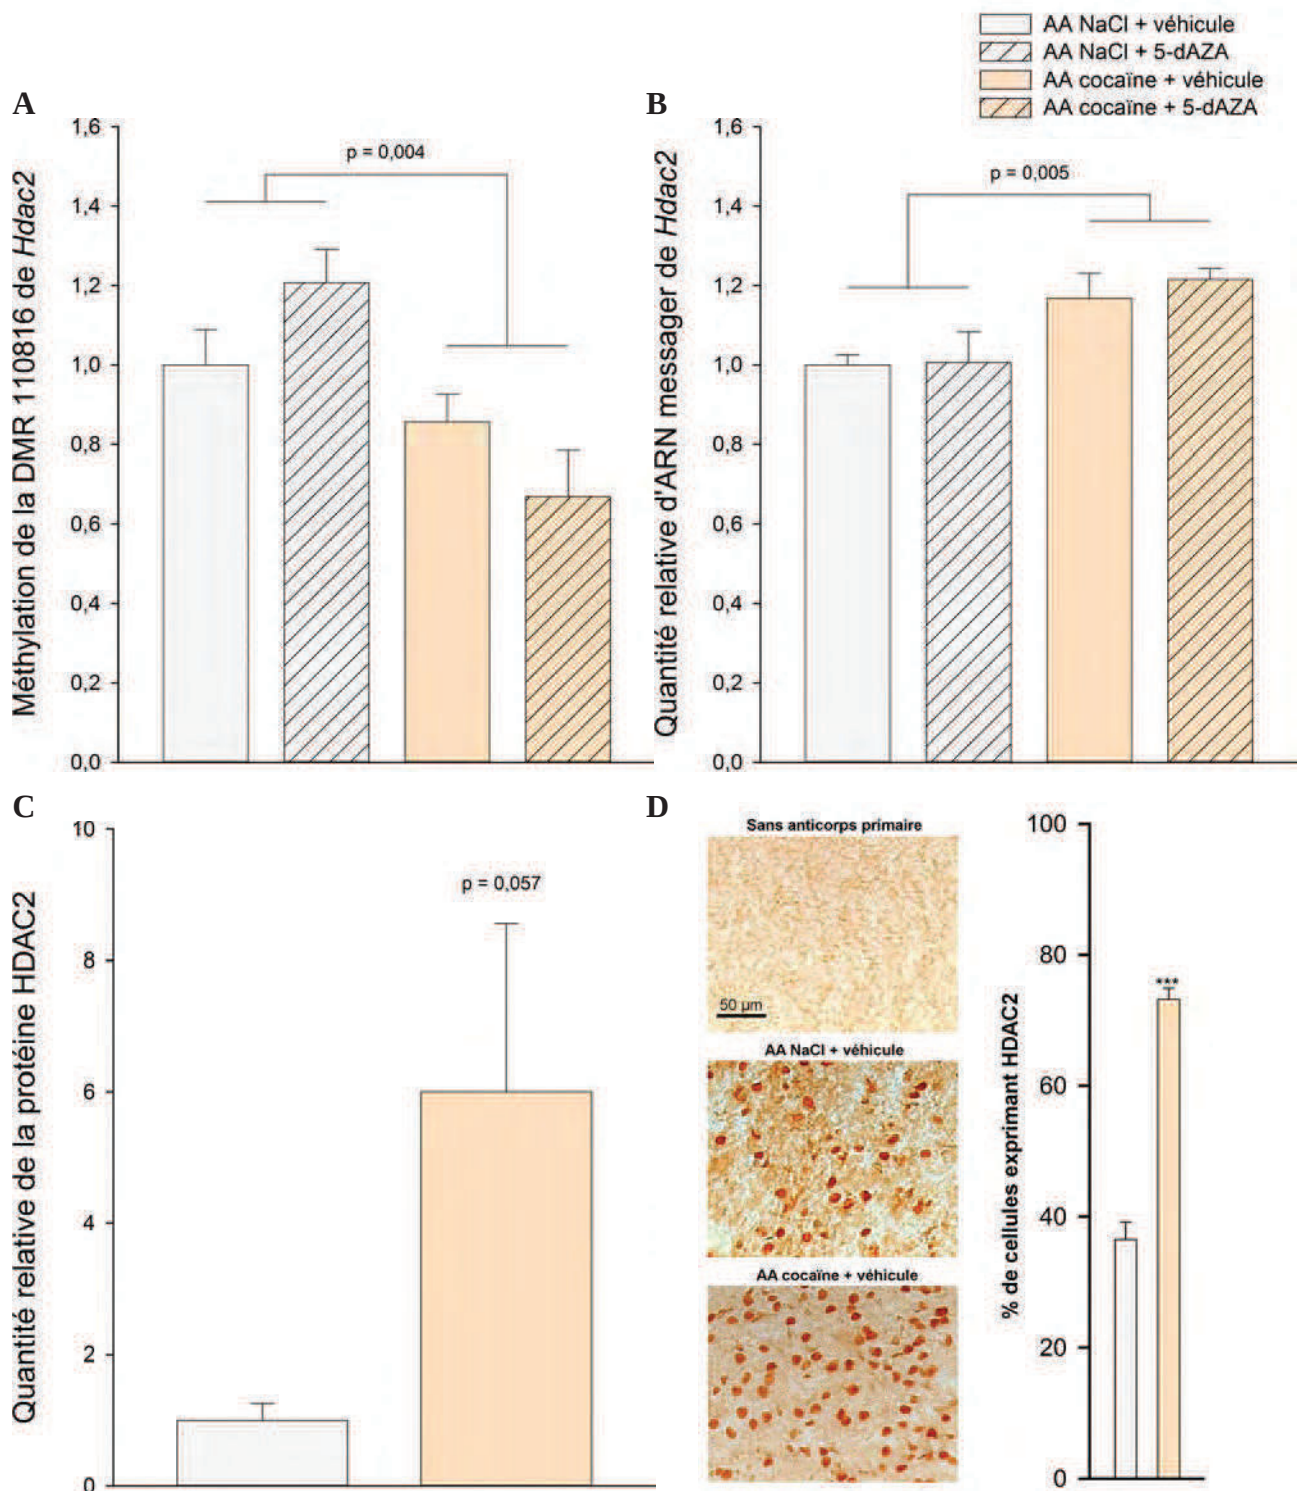 AA NaCl + véhicule
AA NaCl + 5-dAZA
AA cocaïne + véhicule
AA cocaïne + 5-dAZA
A
Méthylation de la DMR 110816 de Hdac2
1,6
1,4
1,2
1,0
0,8
0,6
0,4
0,2
0,0
p = 0,004
B
Quantité relative d'ARN messager de Hdac2
1,6
1,4
1,2
1,0
0,8
0,6
0,4
0,2
0,0
p = 0,005
C
Quantité relative de la protéine HDAC2
10
8
6
4
2
0
p = 0,057
D
Sans anticorps primaire
50 µm
AA NaCl + véhicule
AA cocaïne + véhicule
% de cellules exprimant HDAC2
100
80
60
40
20
0
***